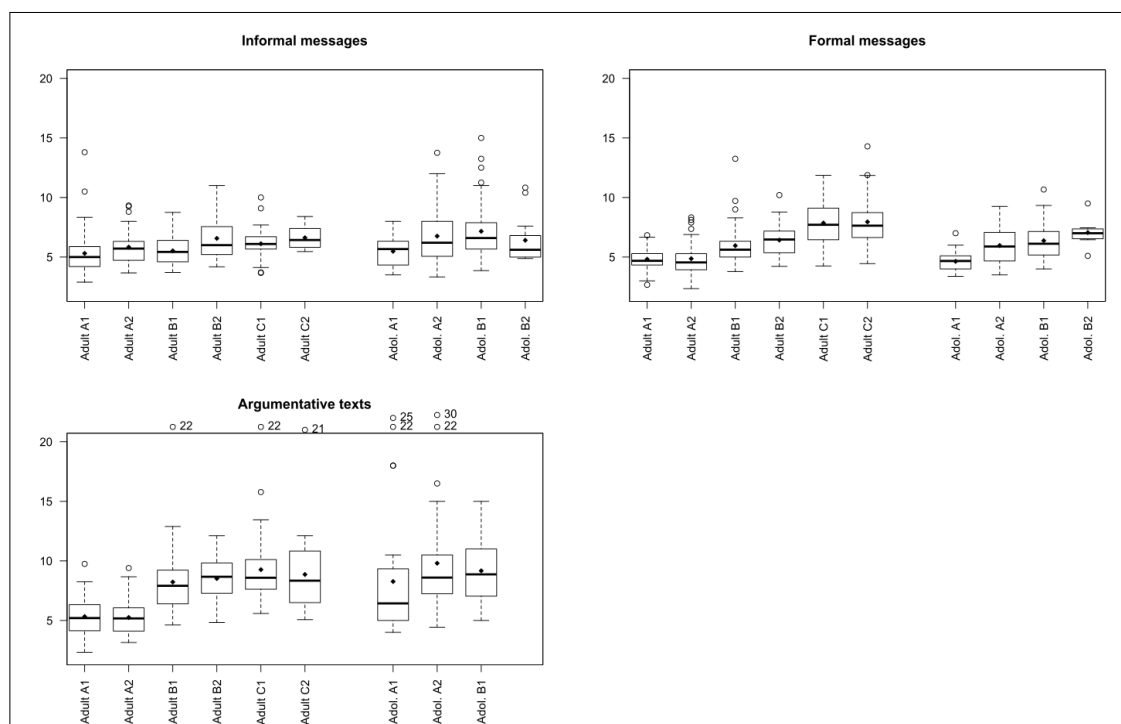 Informal messages
20
15
10
5
Adult A1
Adult A2
Adult B1
Adult B2
Adult C1
Adult C2
Adol. A1
Adol. A2
Adol. B1
Adol. B2
Formal messages
20
15
10
5
Adult A1
Adult A2
Adult B1
Adult B2
Adult C1
Adult C2
Adol. A1
Adol. A2
Adol. B1
Adol. B2
Argumentative texts
22
22
21
25
22
30
22
20
15
10
5
Adult A1
Adult A2
Adult B1
Adult B2
Adult C1
Adult C2
Adol. A1
Adol. A2
Adol. B1